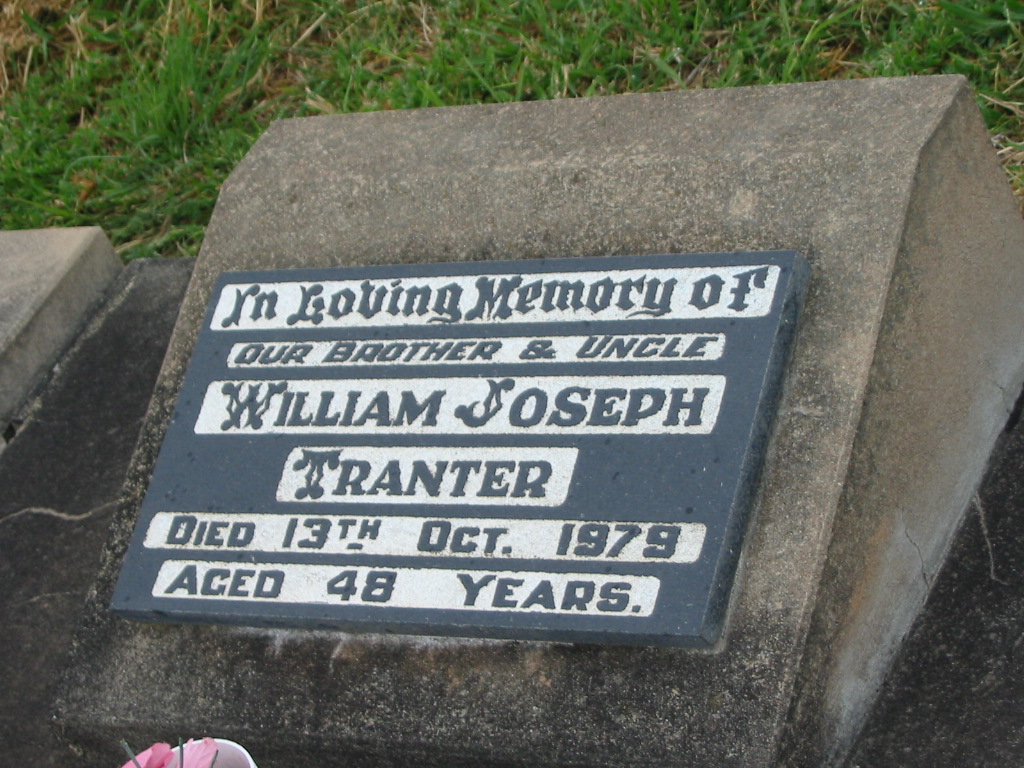 In Loving Memory of
OUR BROTHER & UNCLE
WILLIAM JOSEPH
TRANTER
DIED 13TH OCT. 1979
AGED 48 YEARS.